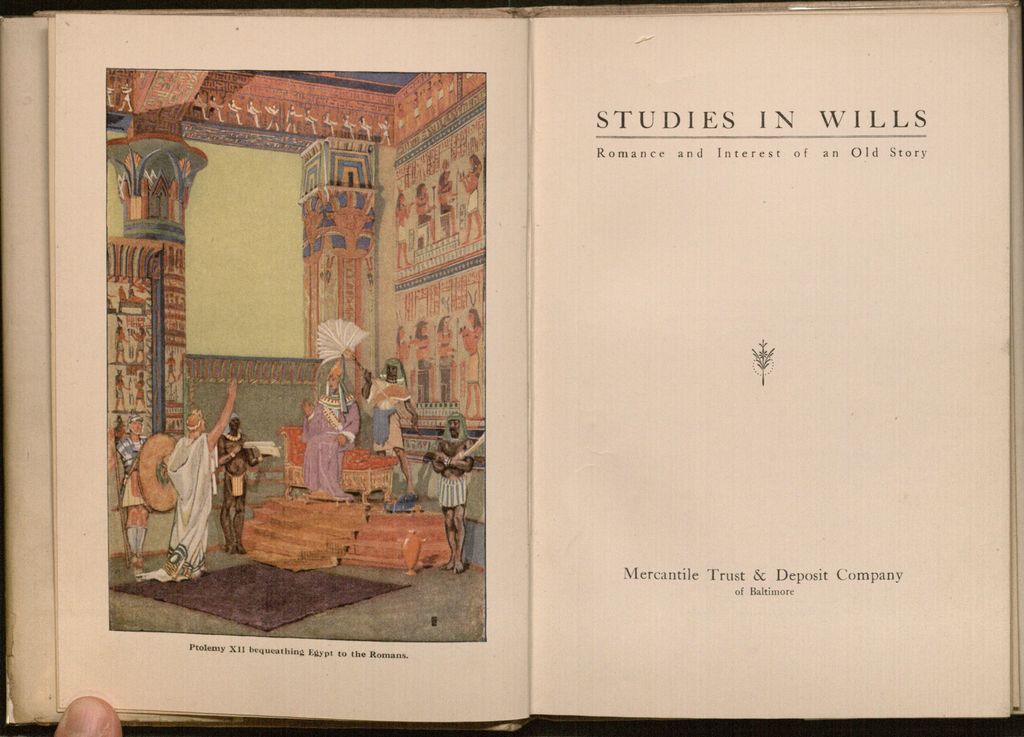 Ptolemy XII bequeathing Egypt to the Romans.
STUDIES IN WILLS
Romance and Interest of an Old Story
Mercantile Trust & Deposit Company
of Baltimore